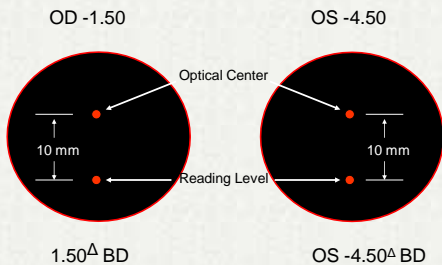 OD -1.50
OS -4.50
Optical Center
10 mm
10 mm
Reading Level
1.50Δ BD
OS -4.50Δ BD